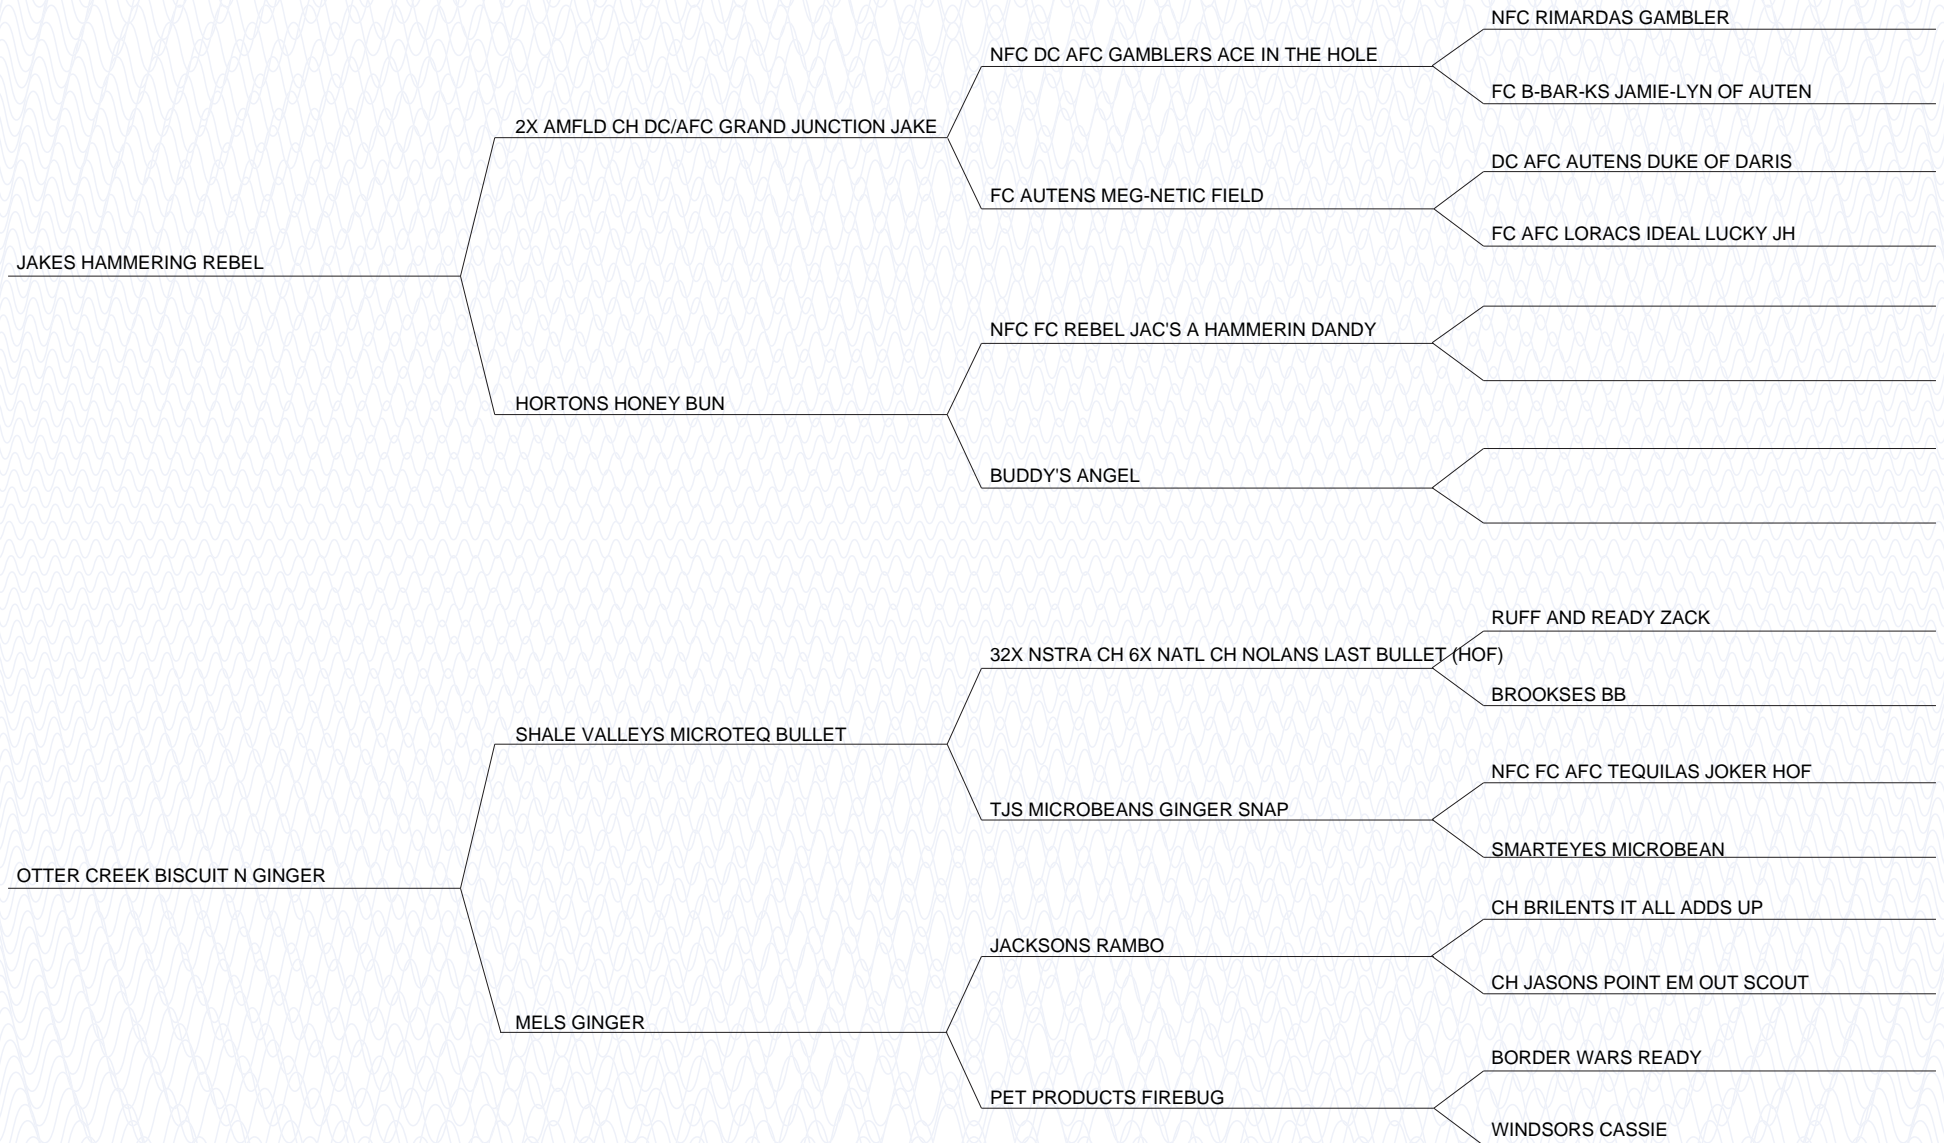 NFC RIMARDAS GAMBLER
NFC DC AFC GAMBLERS ACE IN THE HOLE
FC B-BAR-KS JAMIE-LYN OF AUTEN
2X AMFLD CH DC/AFC GRAND JUNCTION JAKE
DC AFC AUTENS DUKE OF DARIS
FC AUTENS MEG-NETIC FIELD
FC AFC LORACS IDEAL LUCKY JH
JAKES HAMMERING REBEL
NFC FC REBEL JAC'S A HAMMERIN DANDY
HORTONS HONEY BUN
BUDDY'S ANGEL
RUFF AND READY ZACK
32X NSTRA CH 6X NATL CH NOLANS LAST BULLET (HOF)
BROOKSES BB
SHALE VALLEYS MICROTEQ BULLET
NFC FC AFC TEQUILAS JOKER HOF
TJS MICROBEANS GINGER SNAP
SMARTEYES MICROBEAN
OTTER CREEK BISCUIT N GINGER
CH BRILENTS IT ALL ADDS UP
JACKSONS RAMBO
CH JASONS POINT EM OUT SCOUT
MELS GINGER
BORDER WARS READY
PET PRODUCTS FIREBUG
WINDSORS CASSIE